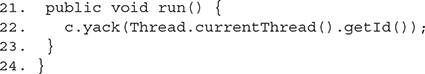 21.  public void run() {
22.    c.yack(Thread.currentThread().getId());
23.  }
24. }